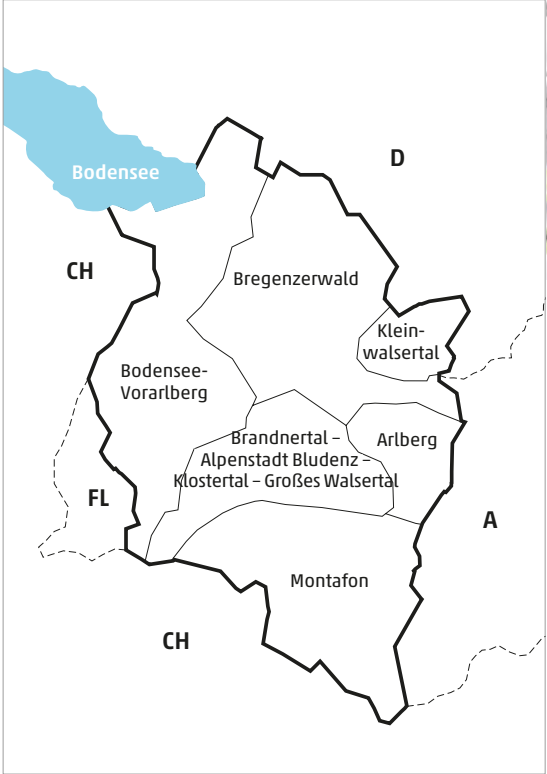 Bodensee
D
CH
Bregenzerwald
Klein-
walsertal
Bodensee-
Vorarlberg
Brandnertal –
Alpenstadt Bludenz –
Klostertal – Großes Walsertal
Arlberg
FL
A
Montafon
CH